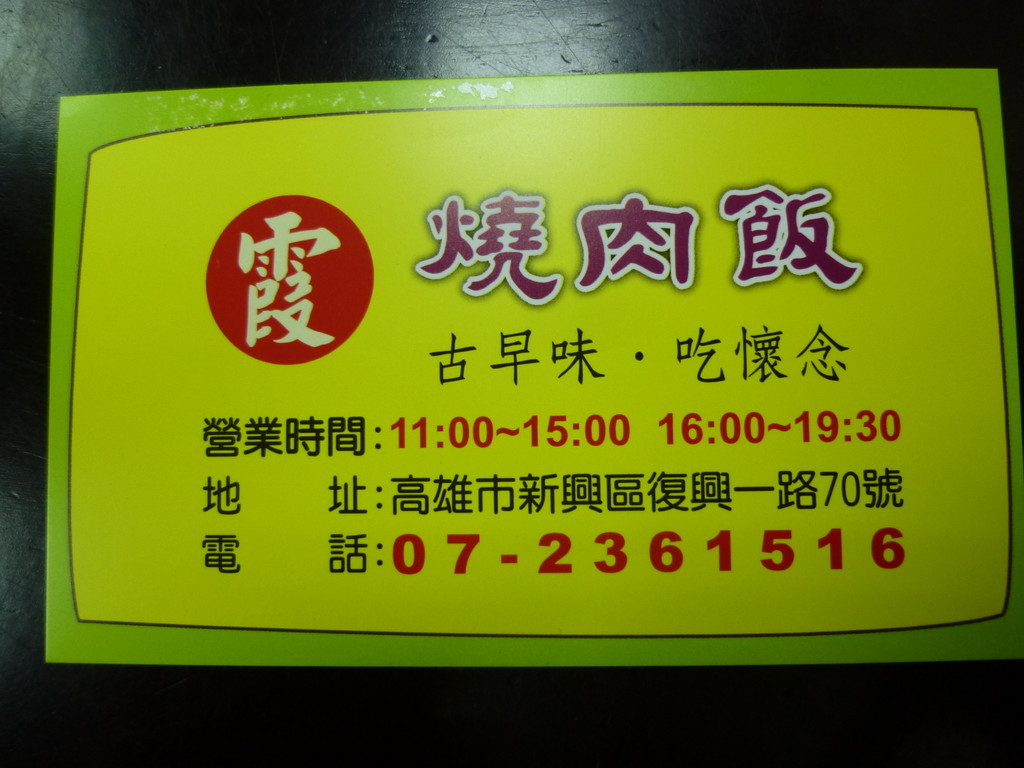 霞 燒肉飯
古早味・吃懷念
營業時間:11:00~15:00 16:00~19:30
地 址:高雄市新興區復興一路70號
電 話:07-2361516